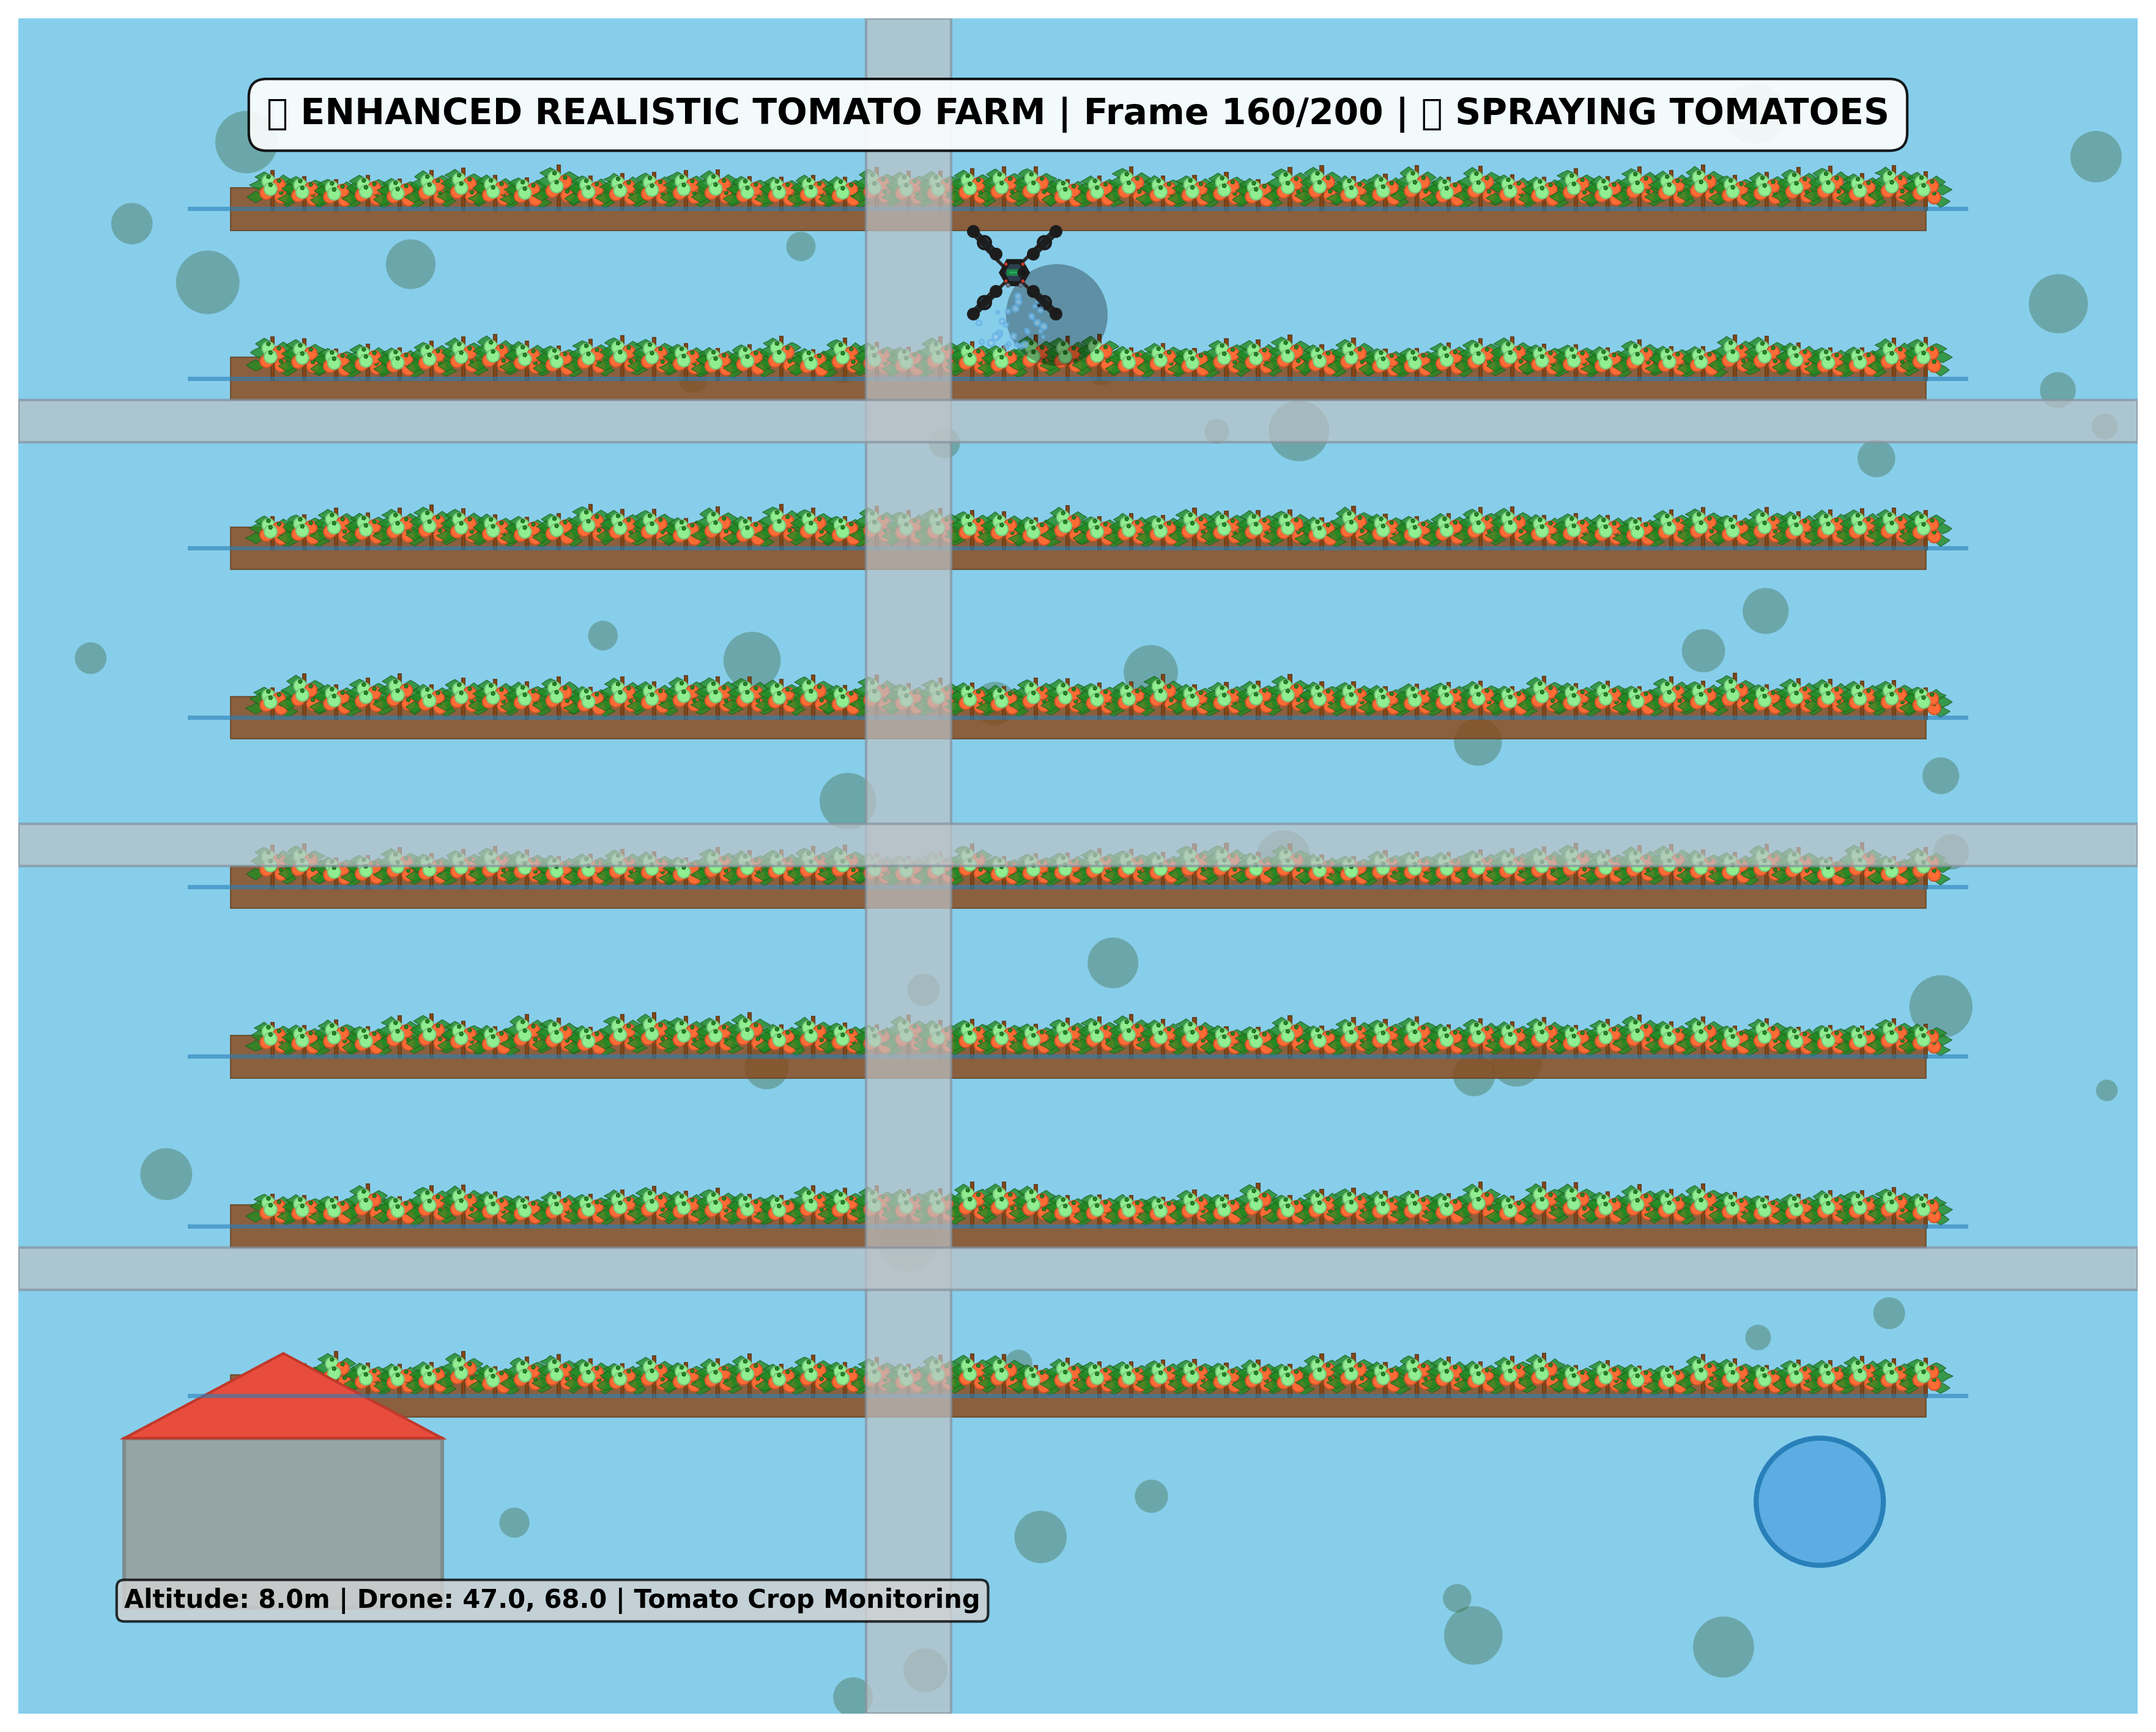 ▯ ENHANCED REALISTIC TOMATO FARM | Frame 160/200 | ▯ SPRAYING TOMATOES
Altitude: 8.0m | Drone: 47.0, 68.0 | Tomato Crop Monitoring